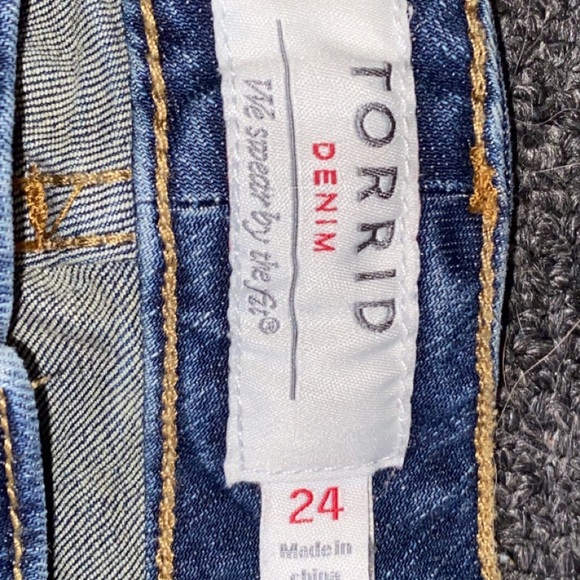 TORRID
DENIM
We swear by the fit®
24
Made in
china